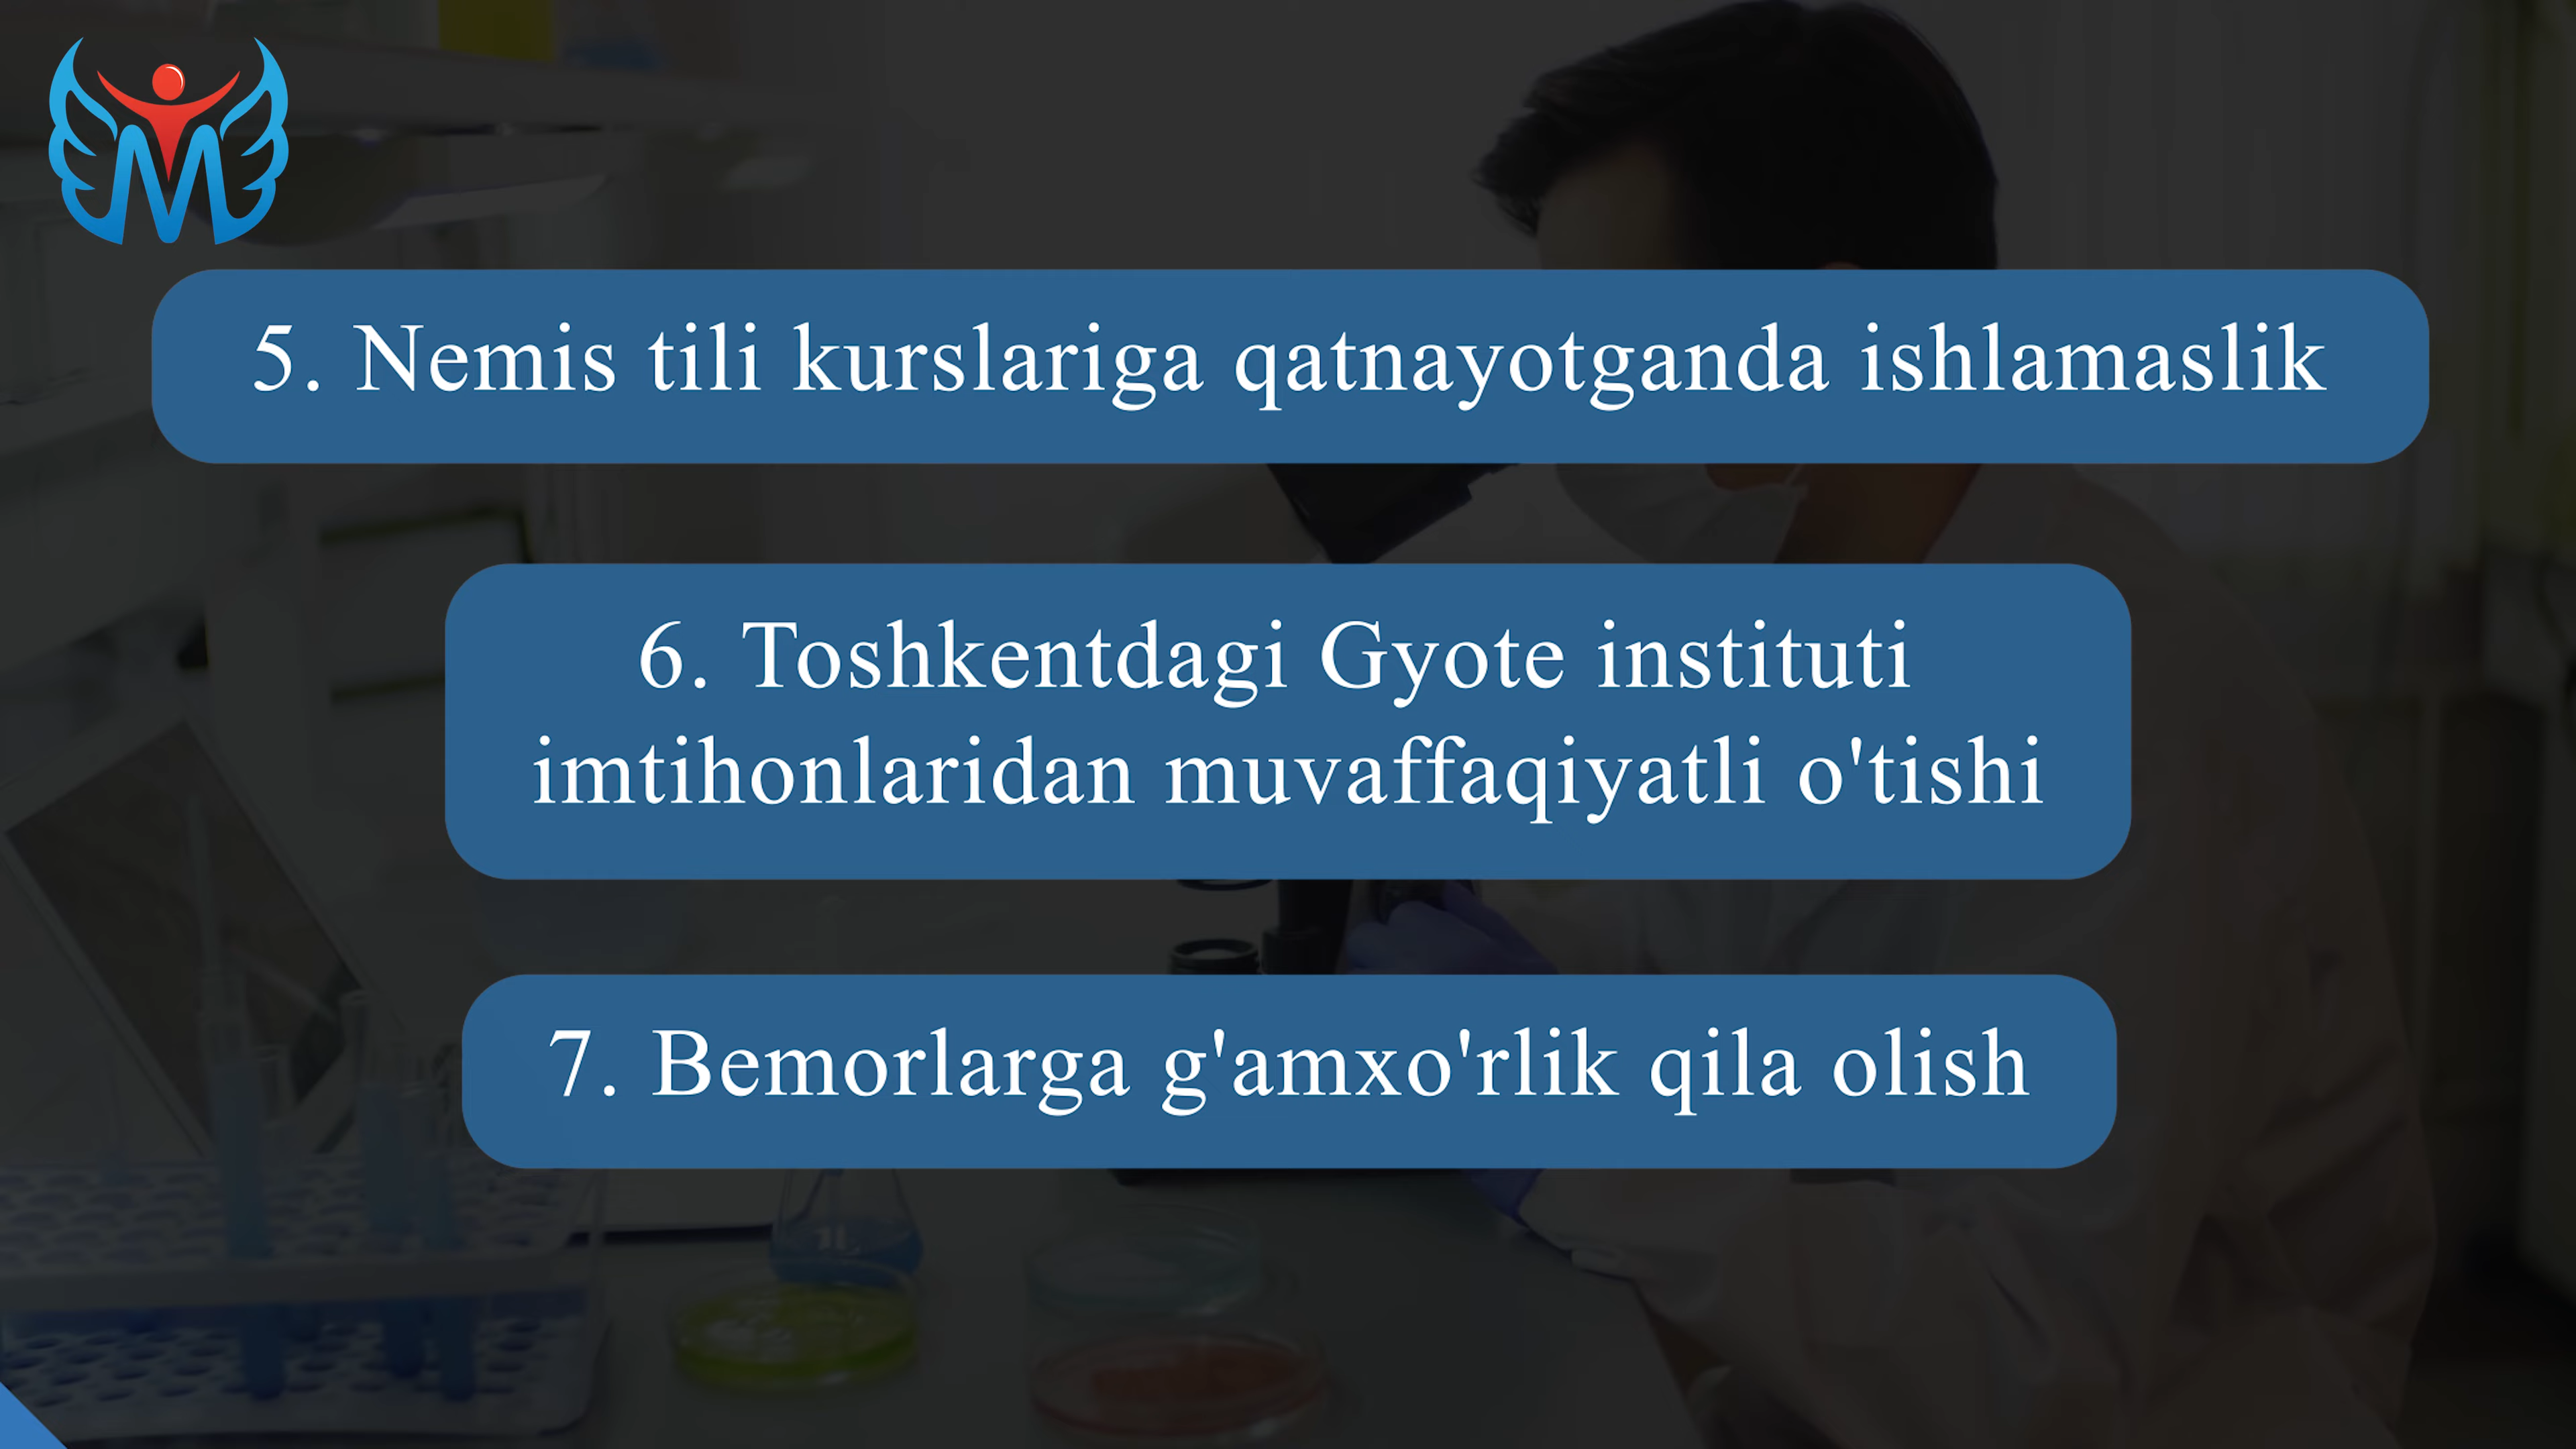 5. Nemis tili kurslariga qatnayotganda ishlamaslik
6. Toshkentdagi Gyote instituti
imtihonlaridan muvaffaqiyatli o'tishi
7. Bemorlarga g'amxo'rlik qila olish